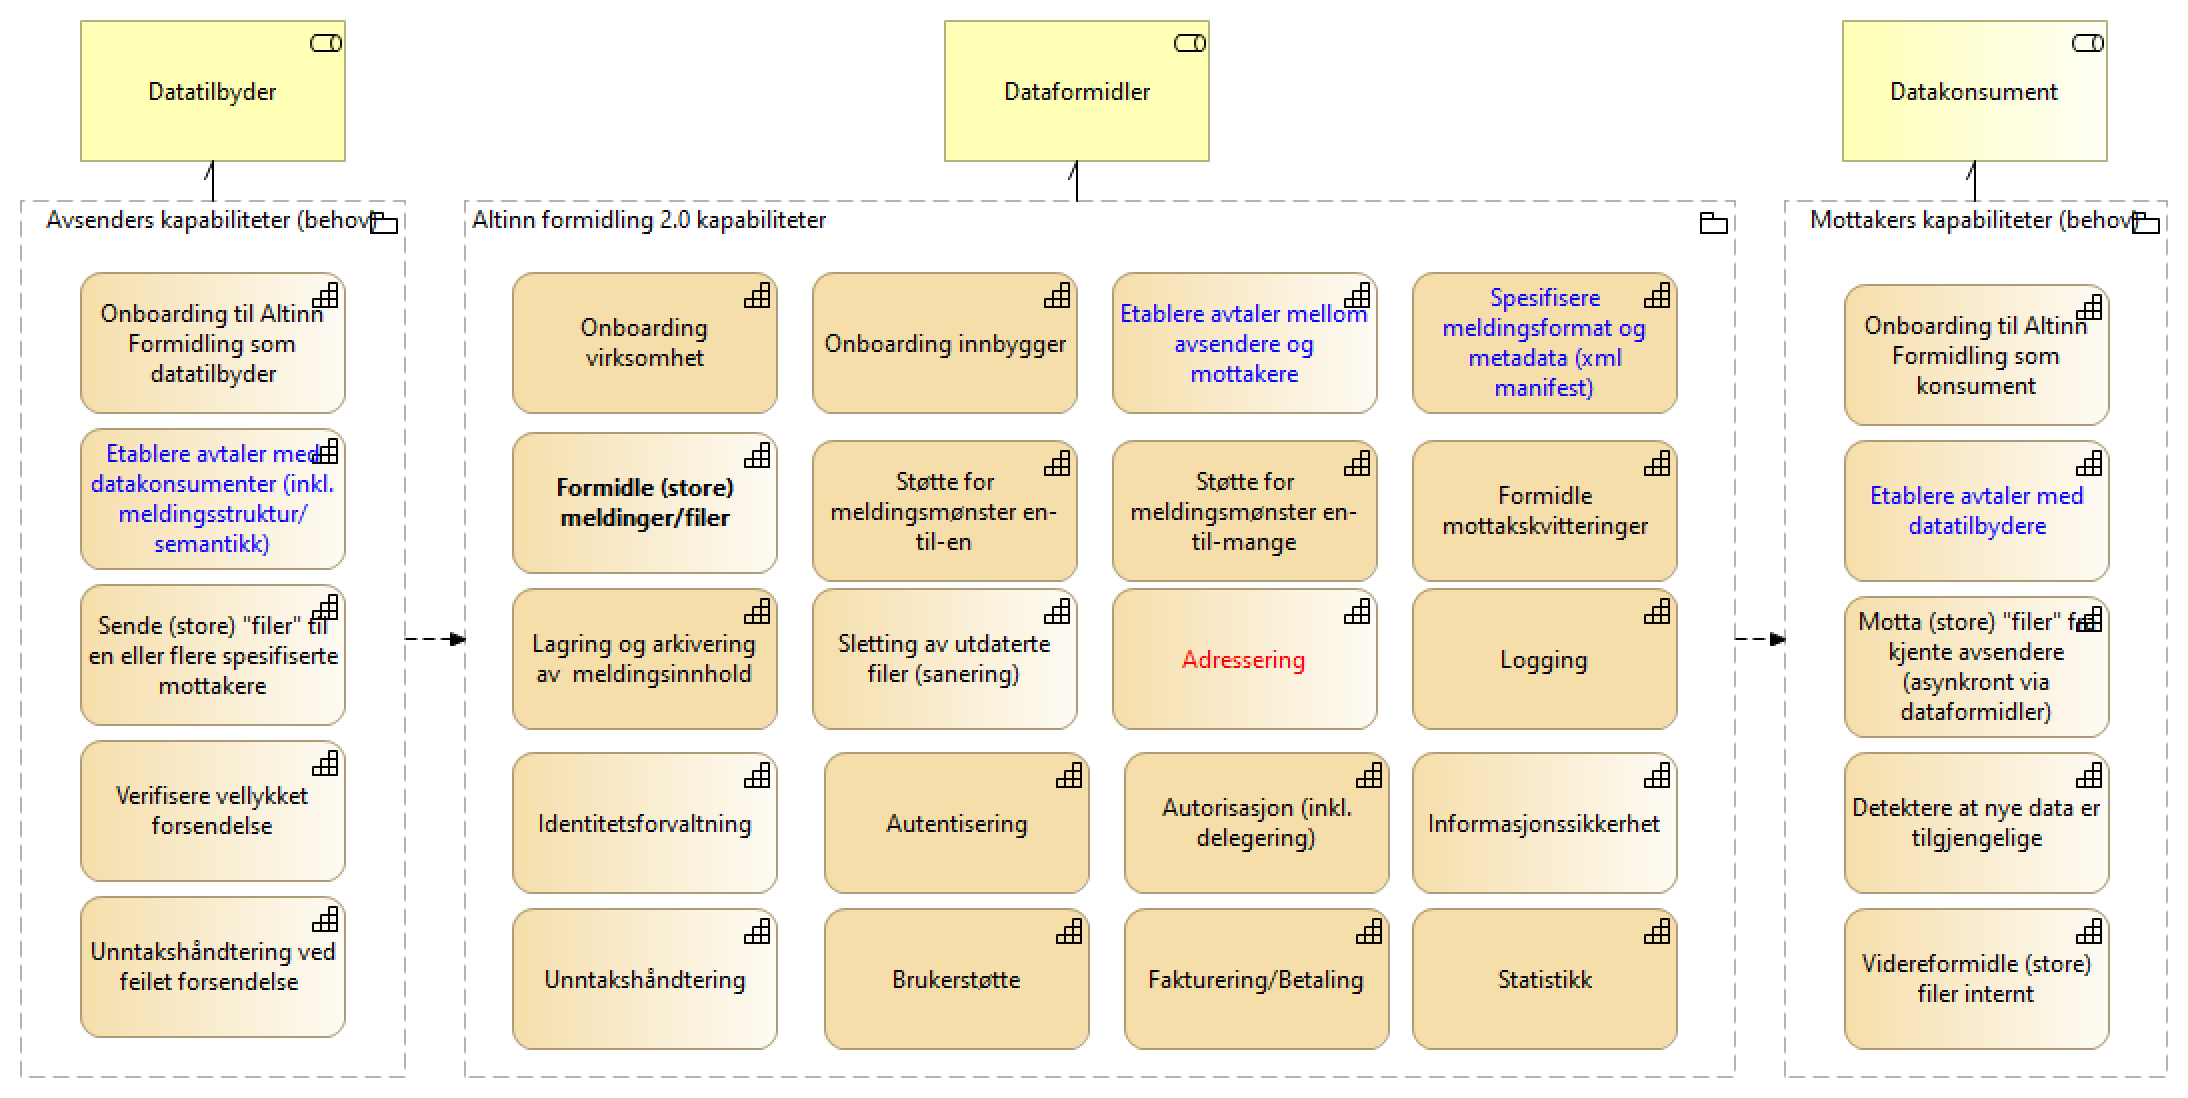 Datatilbyder
Dataformidler
Datakonsument
Avsenders kapabiliteter (behov)
Onboarding til Altinn
Formidling som
datatilbyder
Etablere avtaler med
datakonsumenter (inkl.
meldingsstruktur/
semantikk)
Sende (store) "filer" til
en eller flere spesifiserte
mottakere
Verifisere vellykket
forsendelse
Unntakshåndtering ved
feilet forsendelse
Altinn formidling 2.0 kapabiliteter
Onboarding
virksomhet
Onboarding innbygger
Etablere avtaler mellom
avsendere og
mottakere
Spesifisere
meldingsformat og
metadata (xml
manifest)
Formidle (store)
meldinger/filer
Støtte for
meldingsmønster en-
til-en
Støtte for
meldingsmønster en-
til-mange
Formidle
mottakskvitteringer
Lagring og arkivering
av  meldingsinnhold
Sletting av utdaterte
filer (sanering)
Adressering
Logging
Identitetsforvaltning
Autentisering
Autorisasjon (inkl.
delegering)
Informasjonssikkerhet
Unntakshåndtering
Brukerstøtte
Fakturering/Betaling
Statistikk
Mottakers kapabiliteter (behov)
Onboarding til Altinn
Formidling som
konsument
Etablere avtaler med
datatilbydere
Motta (store) "filer" fra
kjente avsendere
(asynkront via
dataformidler)
Detektere at nye data er
tilgjengelige
Videreformidle (store)
filer internt